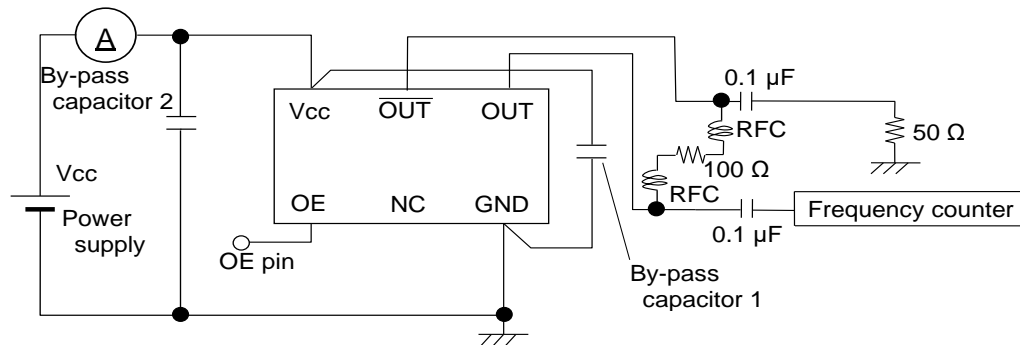 A
By-pass
capacitor 2
Vcc
Power
supply
Vcc
OUT
OUT
OE
NC
GND
OE pin
0.1 µF
RFC
50 Ω
100 Ω
RFC
0.1 µF
Frequency counter
By-pass
capacitor 1